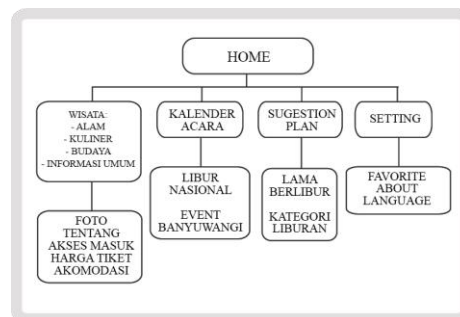 HOME
WISATA:
- ALAM
- KULINER
- BUDAYA
- INFORMASI UMUM
KALENDER
ACARA
SUGESTION
PLAN
SETTING
FOTO
TENTANG
AKSES MASUK
HARGA TIKET
AKOMODASI
LIBUR
NASIONAL
EVENT
BANYUWANGI
LAMA
BERLIBUR
KATEGORI
LIBURAN
FAVORITE
ABOUT
LANGUAGE